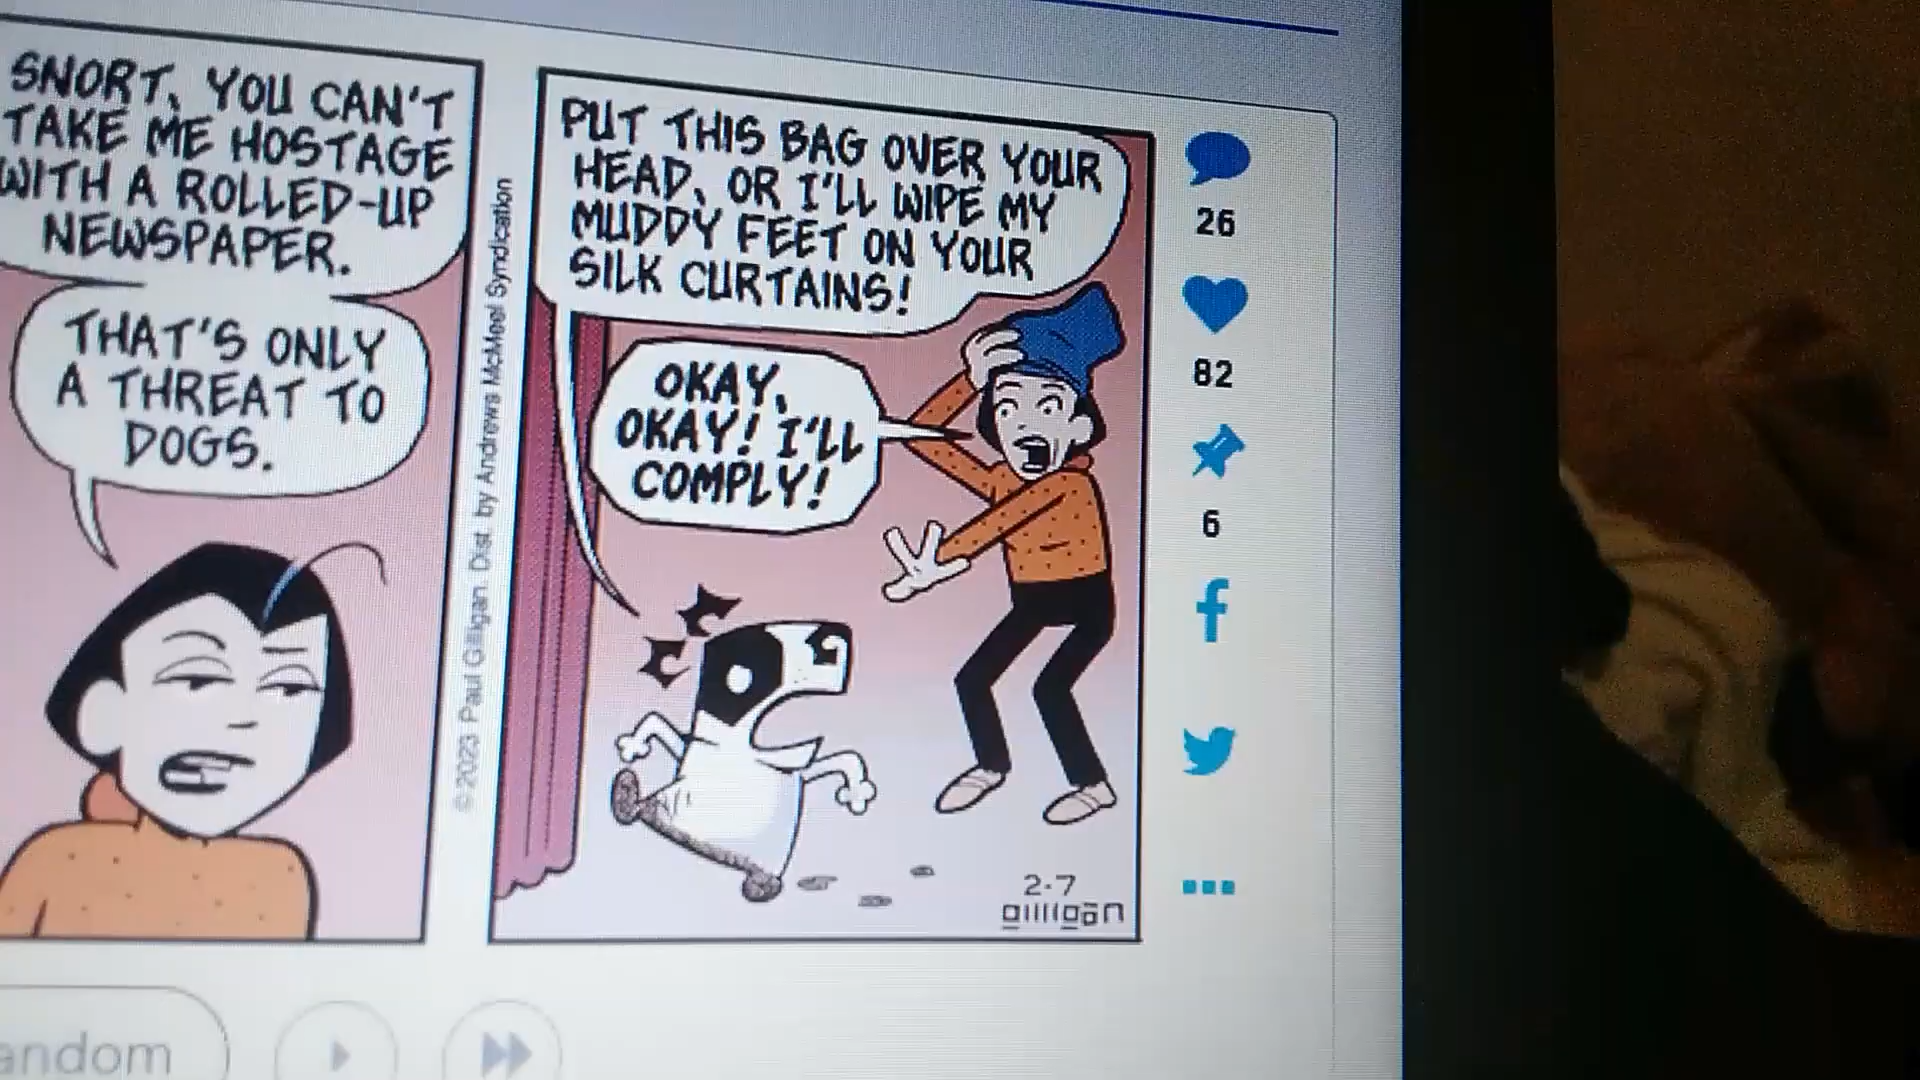 SNORT, YOU CAN'T
TAKE ME HOSTAGE
WITH A ROLLED-UP
NEWSPAPER.
THAT'S ONLY
A THREAT TO
DOGS.
©2023 Paul Gilligan. Dist. by Andrews McMeel Syndication
PUT THIS BAG OVER YOUR
HEAD, OR I'LL WIPE MY
MUDDY FEET ON YOUR
SILK CURTAINS!
OKAY,
OKAY! I'LL
COMPLY!
2-7
gilligan
26
82
6
andom